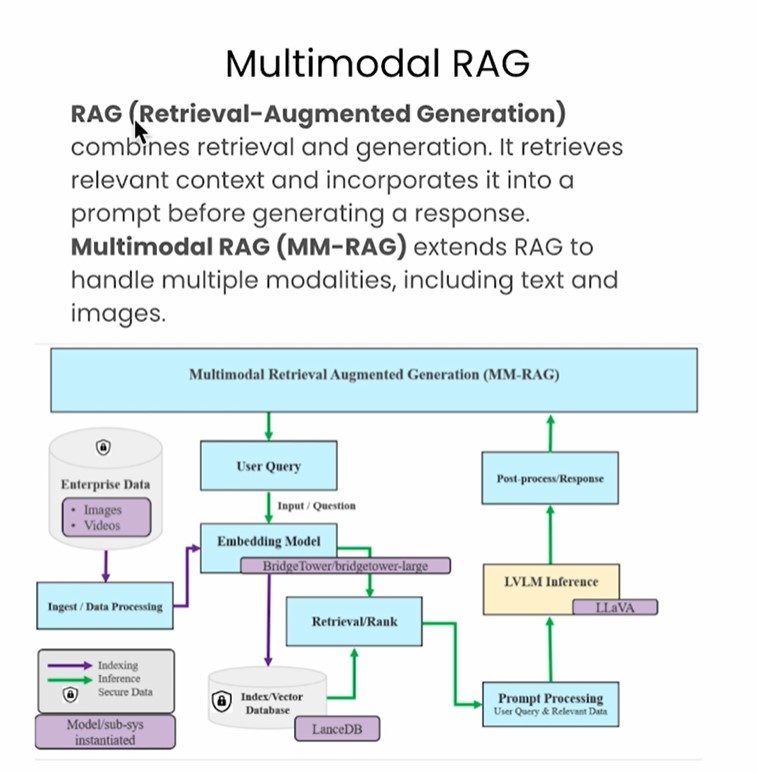 Multimodal RAG
RAG (Retrieval-Augmented Generation)
combines retrieval and generation. It retrieves
relevant context and incorporates it into a
prompt before generating a response.
Multimodal RAG (MM-RAG) extends RAG to
handle multiple modalities, including text and
images.
Multimodal Retrieval Augmented Generation (MM-RAG)
Enterprise Data
• Images
• Videos
User Query
Input / Question
Embedding Model
BridgeTower/bridgetower-large
Ingest / Data Processing
Retrieval/Rank
Index/Vector
Database
LanceDB
Post-process/Response
LVLM Inference
LLaVA
Prompt Processing
User Query & Relevant Data
Indexing
Inference
Secure Data
Model/sub-sys
instantiated